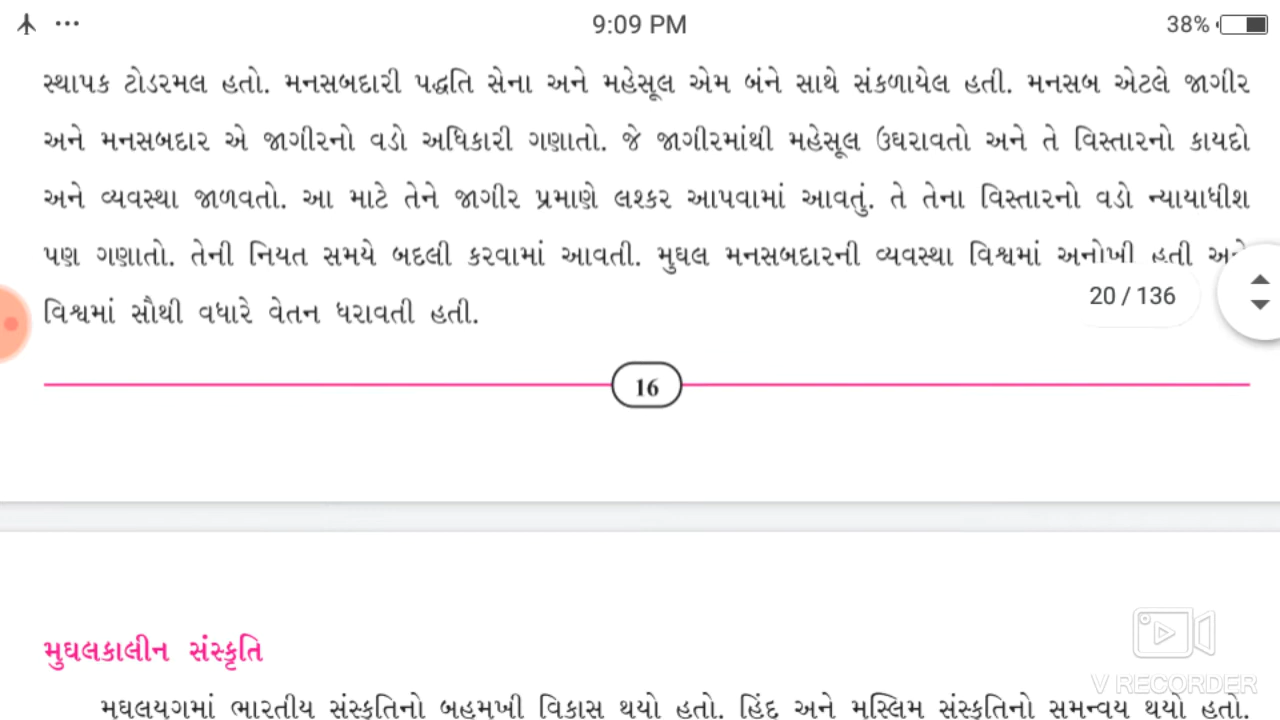 9:09 PM
38%
સ્થાપક ટોડરમલ હતો. મનસબદારી પદ્ધતિ સેના અને મહેસૂલ એમ બંને સાથે સંકળાયેલ હતી. મનસબ એટલે જાગીર
અને મનસબદાર એ જાગીરનો વડો અધિકારી ગણાતો. જે જાગીરમાંથી મહેસૂલ ઉઘરાવતો અને તે વિસ્તારનો કાયદો
અને વ્યવસ્થા જાળવતો. આ માટે તેને જાગીર પ્રમાણે લશ્કર આપવામાં આવતું. તે તેના વિસ્તારનો વડો ન્યાયાધીશ
પણ ગણાતો. તેની નિયત સમયે બદલી કરવામાં આવતી. મુઘલ મનસબદારની વ્યવસ્થા વિશ્વમાં અનોખી હતી
20 / 136
વિશ્વમાં સૌથી વધારે વેતન ધરાવતી હતી.
16
મુઘલકાલીન સંસ્કૃતિ
V RECORDER
મુઘલયુગમાં ભારતીય સંસ્કૃતિનો બહુમુખી વિકાસ થયો હતો. હિંદુ અને મુસ્લિમ સંસ્કૃતિનો સમન્વય થયો હતો.